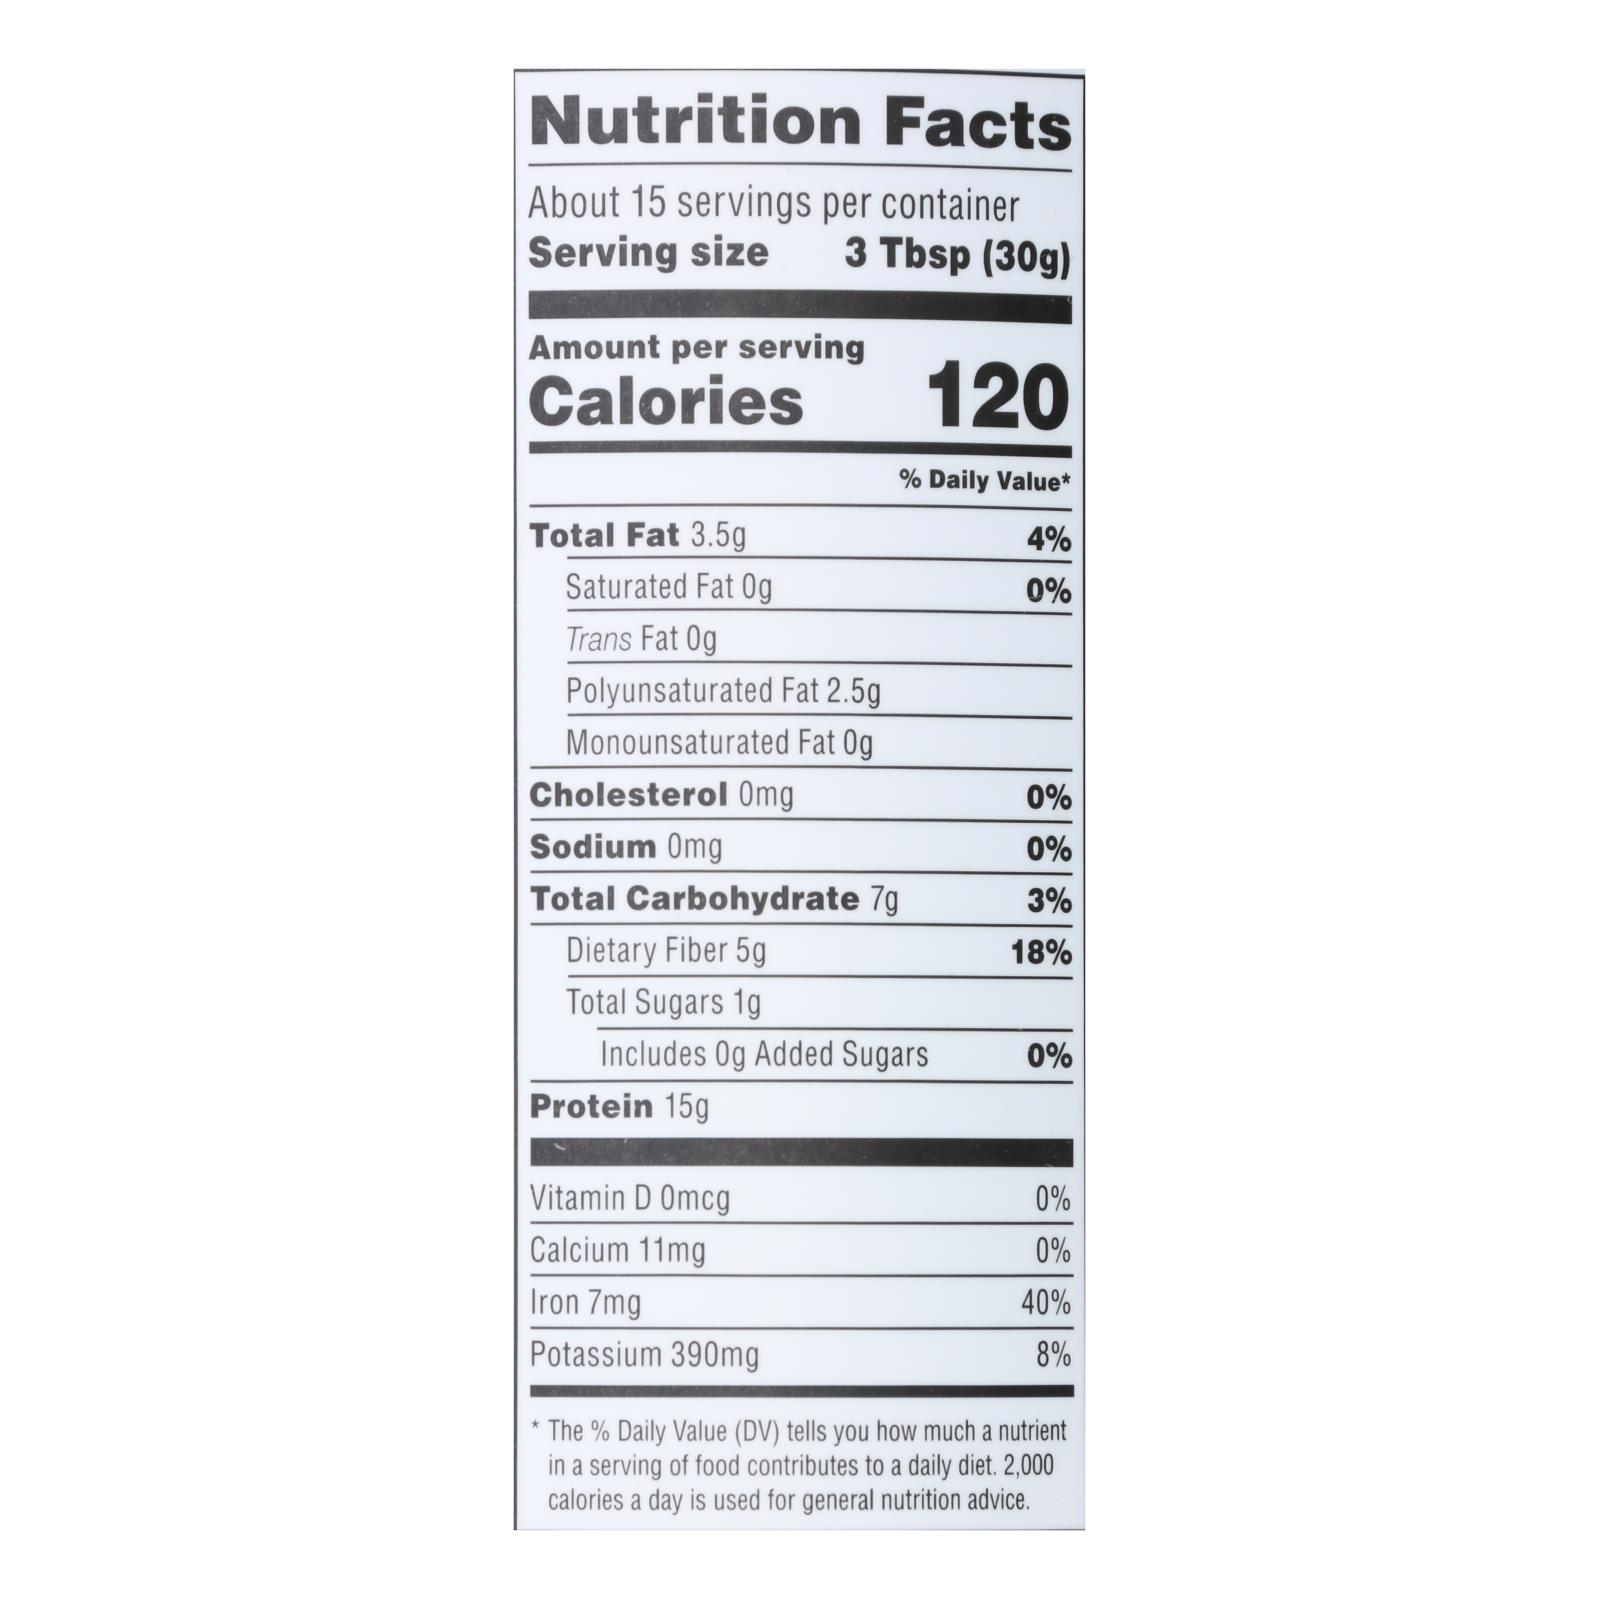 Nutrition Facts
About 15 servings per container
Serving size 3 Tbsp (30g)
Amount per serving
Calories 120
% Daily Value*
Total Fat 3.5g 4%
Saturated Fat 0g 0%
Trans Fat 0g
Polyunsaturated Fat 2.5g
Monounsaturated Fat 0g
Cholesterol 0mg 0%
Sodium 0mg 0%
Total Carbohydrate 7g 3%
Dietary Fiber 5g 18%
Total Sugars 1g
Includes 0g Added Sugars 0%
Protein 15g
Vitamin D 0mcg 0%
Calcium 11mg 0%
Iron 7mg 40%
Potassium 390mg 8%
* The % Daily Value (DV) tells you how much a nutrient
in a serving of food contributes to a daily diet. 2,000
calories a day is used for general nutrition advice.